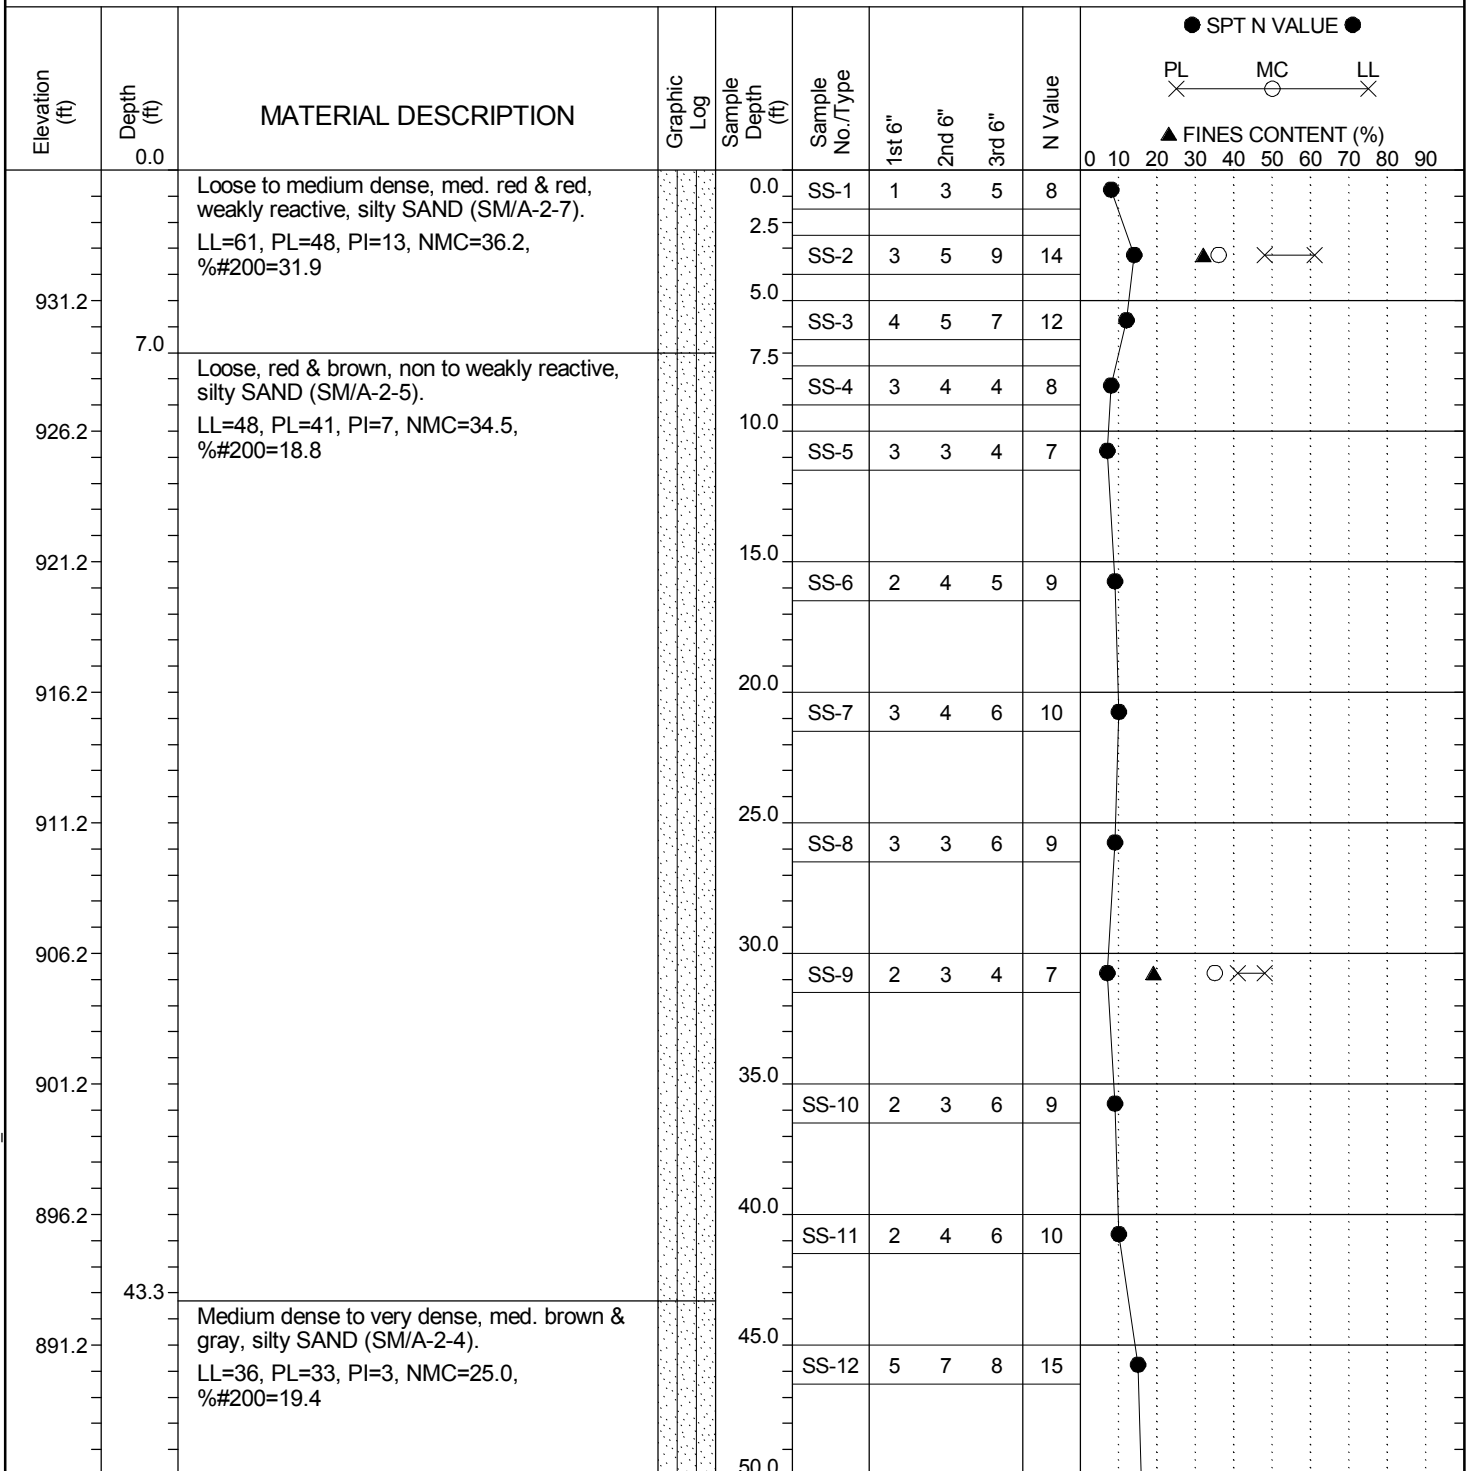 ● SPT N VALUE ●
PL MC LL
▲ FINES CONTENT (%)
0 10 20 30 40 50 60 70 80 90
Elevation (ft)
Depth (ft)
0.0
MATERIAL DESCRIPTION
Graphic Log
Sample Depth (ft)
Sample No./Type
1st 6"
2nd 6"
3rd 6"
N Value
Loose to medium dense, med. red & red,
weakly reactive, silty SAND (SM/A-2-7).
LL=61, PL=48, PI=13, NMC=36.2,
%#200=31.9
0.0
SS-1 1 3 5 8
2.5
SS-2 3 5 9 14
931.2
5.0
SS-3 4 5 7 12
7.0
7.5
Loose, red & brown, non to weakly reactive,
silty SAND (SM/A-2-5).
LL=48, PL=41, PI=7, NMC=34.5,
%#200=18.8
SS-4 3 4 4 8
926.2
10.0
SS-5 3 3 4 7
921.2
15.0
SS-6 2 4 5 9
916.2
20.0
SS-7 3 4 6 10
911.2
25.0
SS-8 3 3 6 9
906.2
30.0
SS-9 2 3 4 7
901.2
35.0
SS-10 2 3 6 9
896.2
40.0
SS-11 2 4 6 10
43.3
Medium dense to very dense, med. brown &
gray, silty SAND (SM/A-2-4).
LL=36, PL=33, PI=3, NMC=25.0,
%#200=19.4
891.2
45.0
SS-12 5 7 8 15
50.0